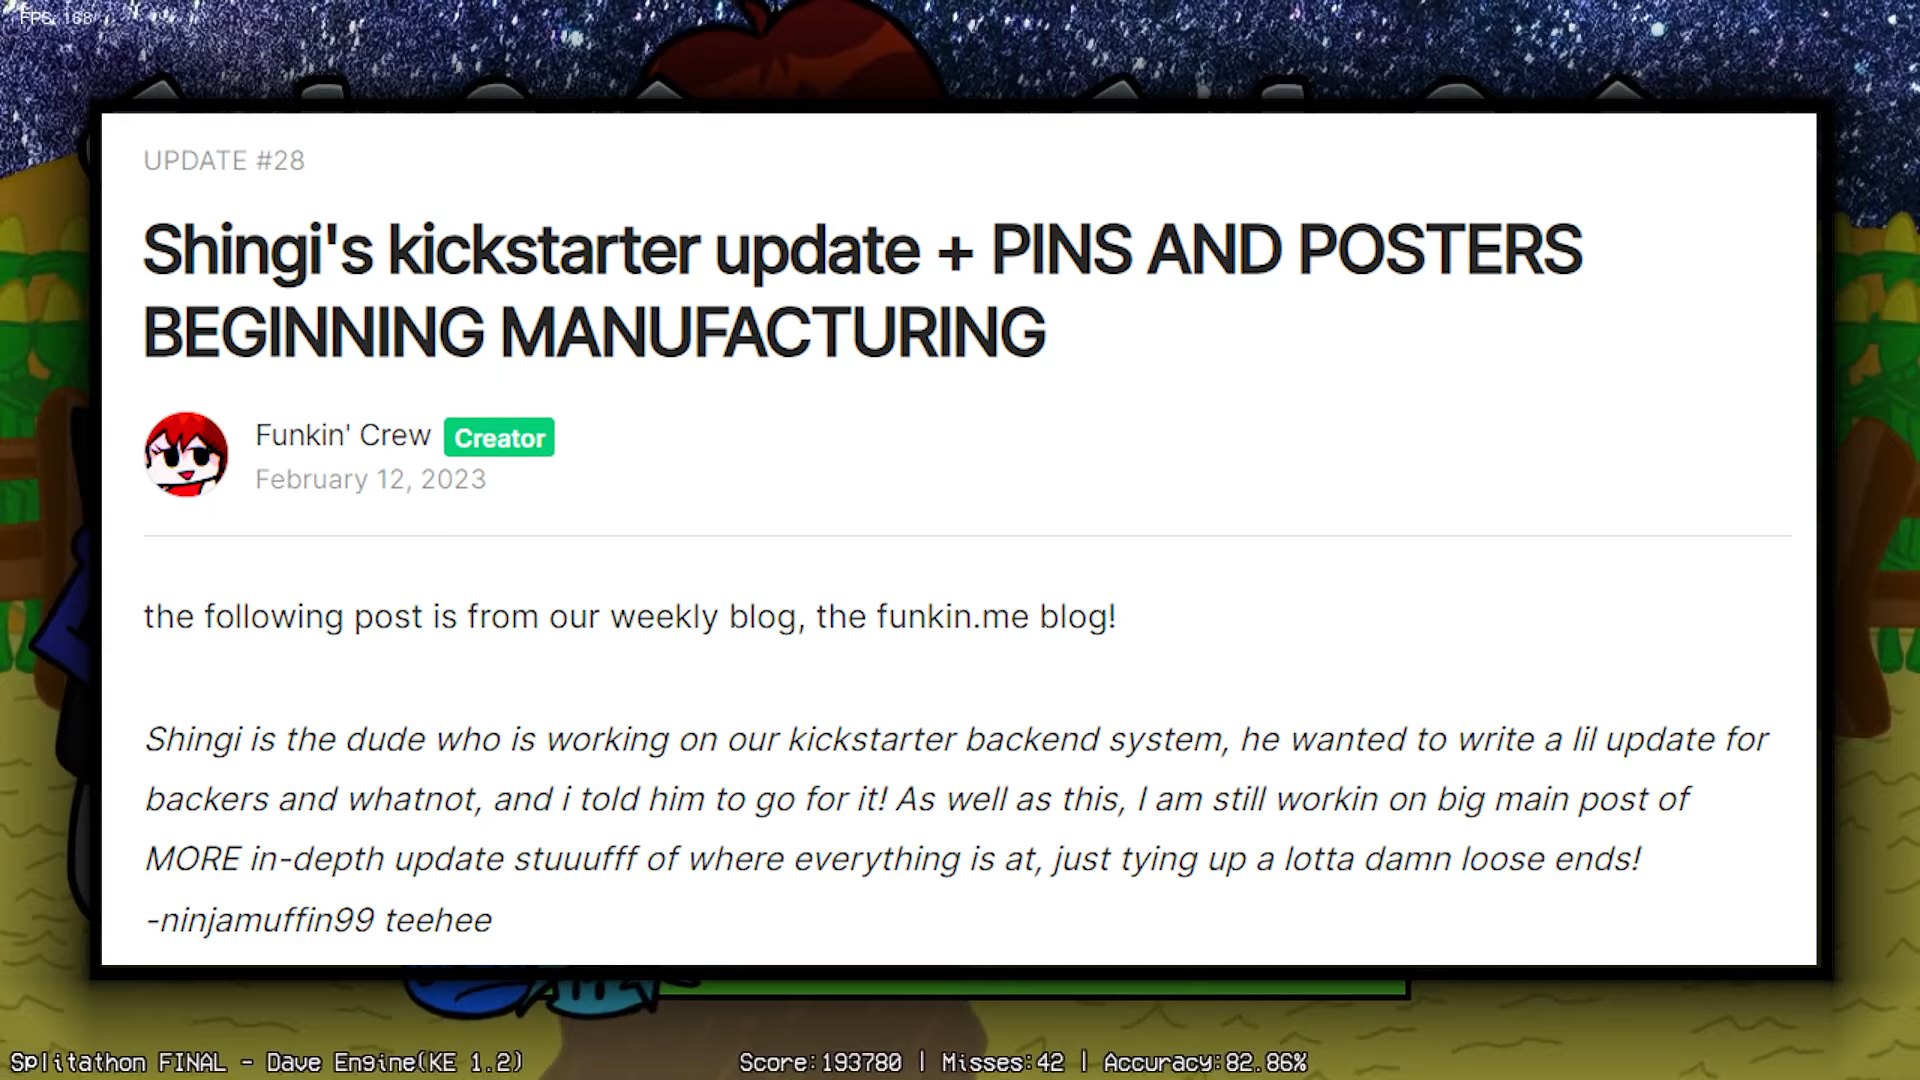 FPS: 168
UPDATE #28
Shingi's kickstarter update + PINS AND POSTERS
BEGINNING MANUFACTURING
Funkin' Crew Creator
February 12, 2023
the following post is from our weekly blog, the funkin.me blog!
Shingi is the dude who is working on our kickstarter backend system, he wanted to write a lil update for
backers and whatnot, and i told him to go for it! As well as this, I am still workin on big main post of
MORE in-depth update stuuufff of where everything is at, just tying up a lotta damn loose ends!
-ninjamuffin99 teehee
Splitathon FINAL - Dave Engine(KE 1.2)
Score:193780 | Misses:42 | Accuracy:82.86%